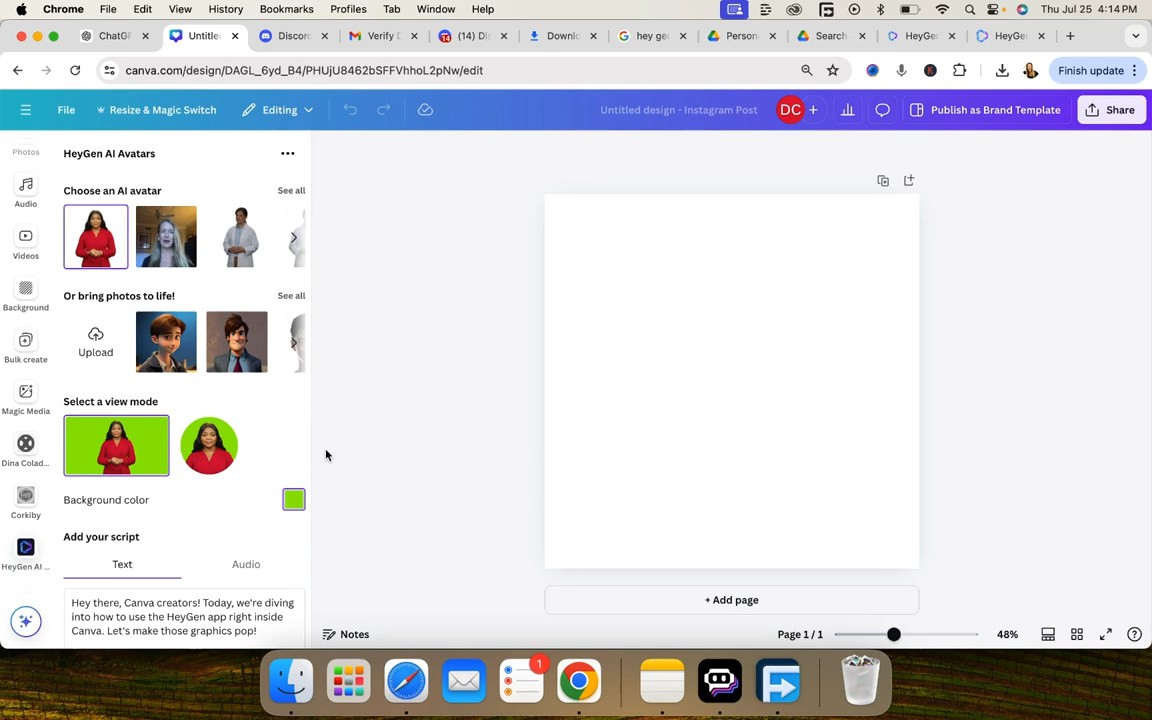 Chrome File Edit View History Bookmarks Profiles Tab Window Help
Thu Jul 25 4:14 PM
ChatGF
Untitle
Discord
Verify D
(14) Dis
Downlo
hey ger
Person
Search
HeyGe
HeyGe
canva.com/design/DAGL_6yd_B4/PHUjU8462bSFFVhhoL2pNw/edit
Finish update
File
Resize & Magic Switch
Editing
Untitled design - Instagram Post
DC
Publish as Brand Template
Share
Photos
Audio
Videos
Background
Bulk create
Magic Media
Dina Colad...
Corkiby
HeyGen AI ...
HeyGen AI Avatars
Choose an AI avatar
See all
Or bring photos to life!
See all
Upload
Select a view mode
Background color
Add your script
Text
Audio
Hey there, Canva creators! Today, we're diving
into how to use the HeyGen app right inside
Canva. Let's make those graphics pop!
+ Add page
Notes
Page 1 / 1
48%
1